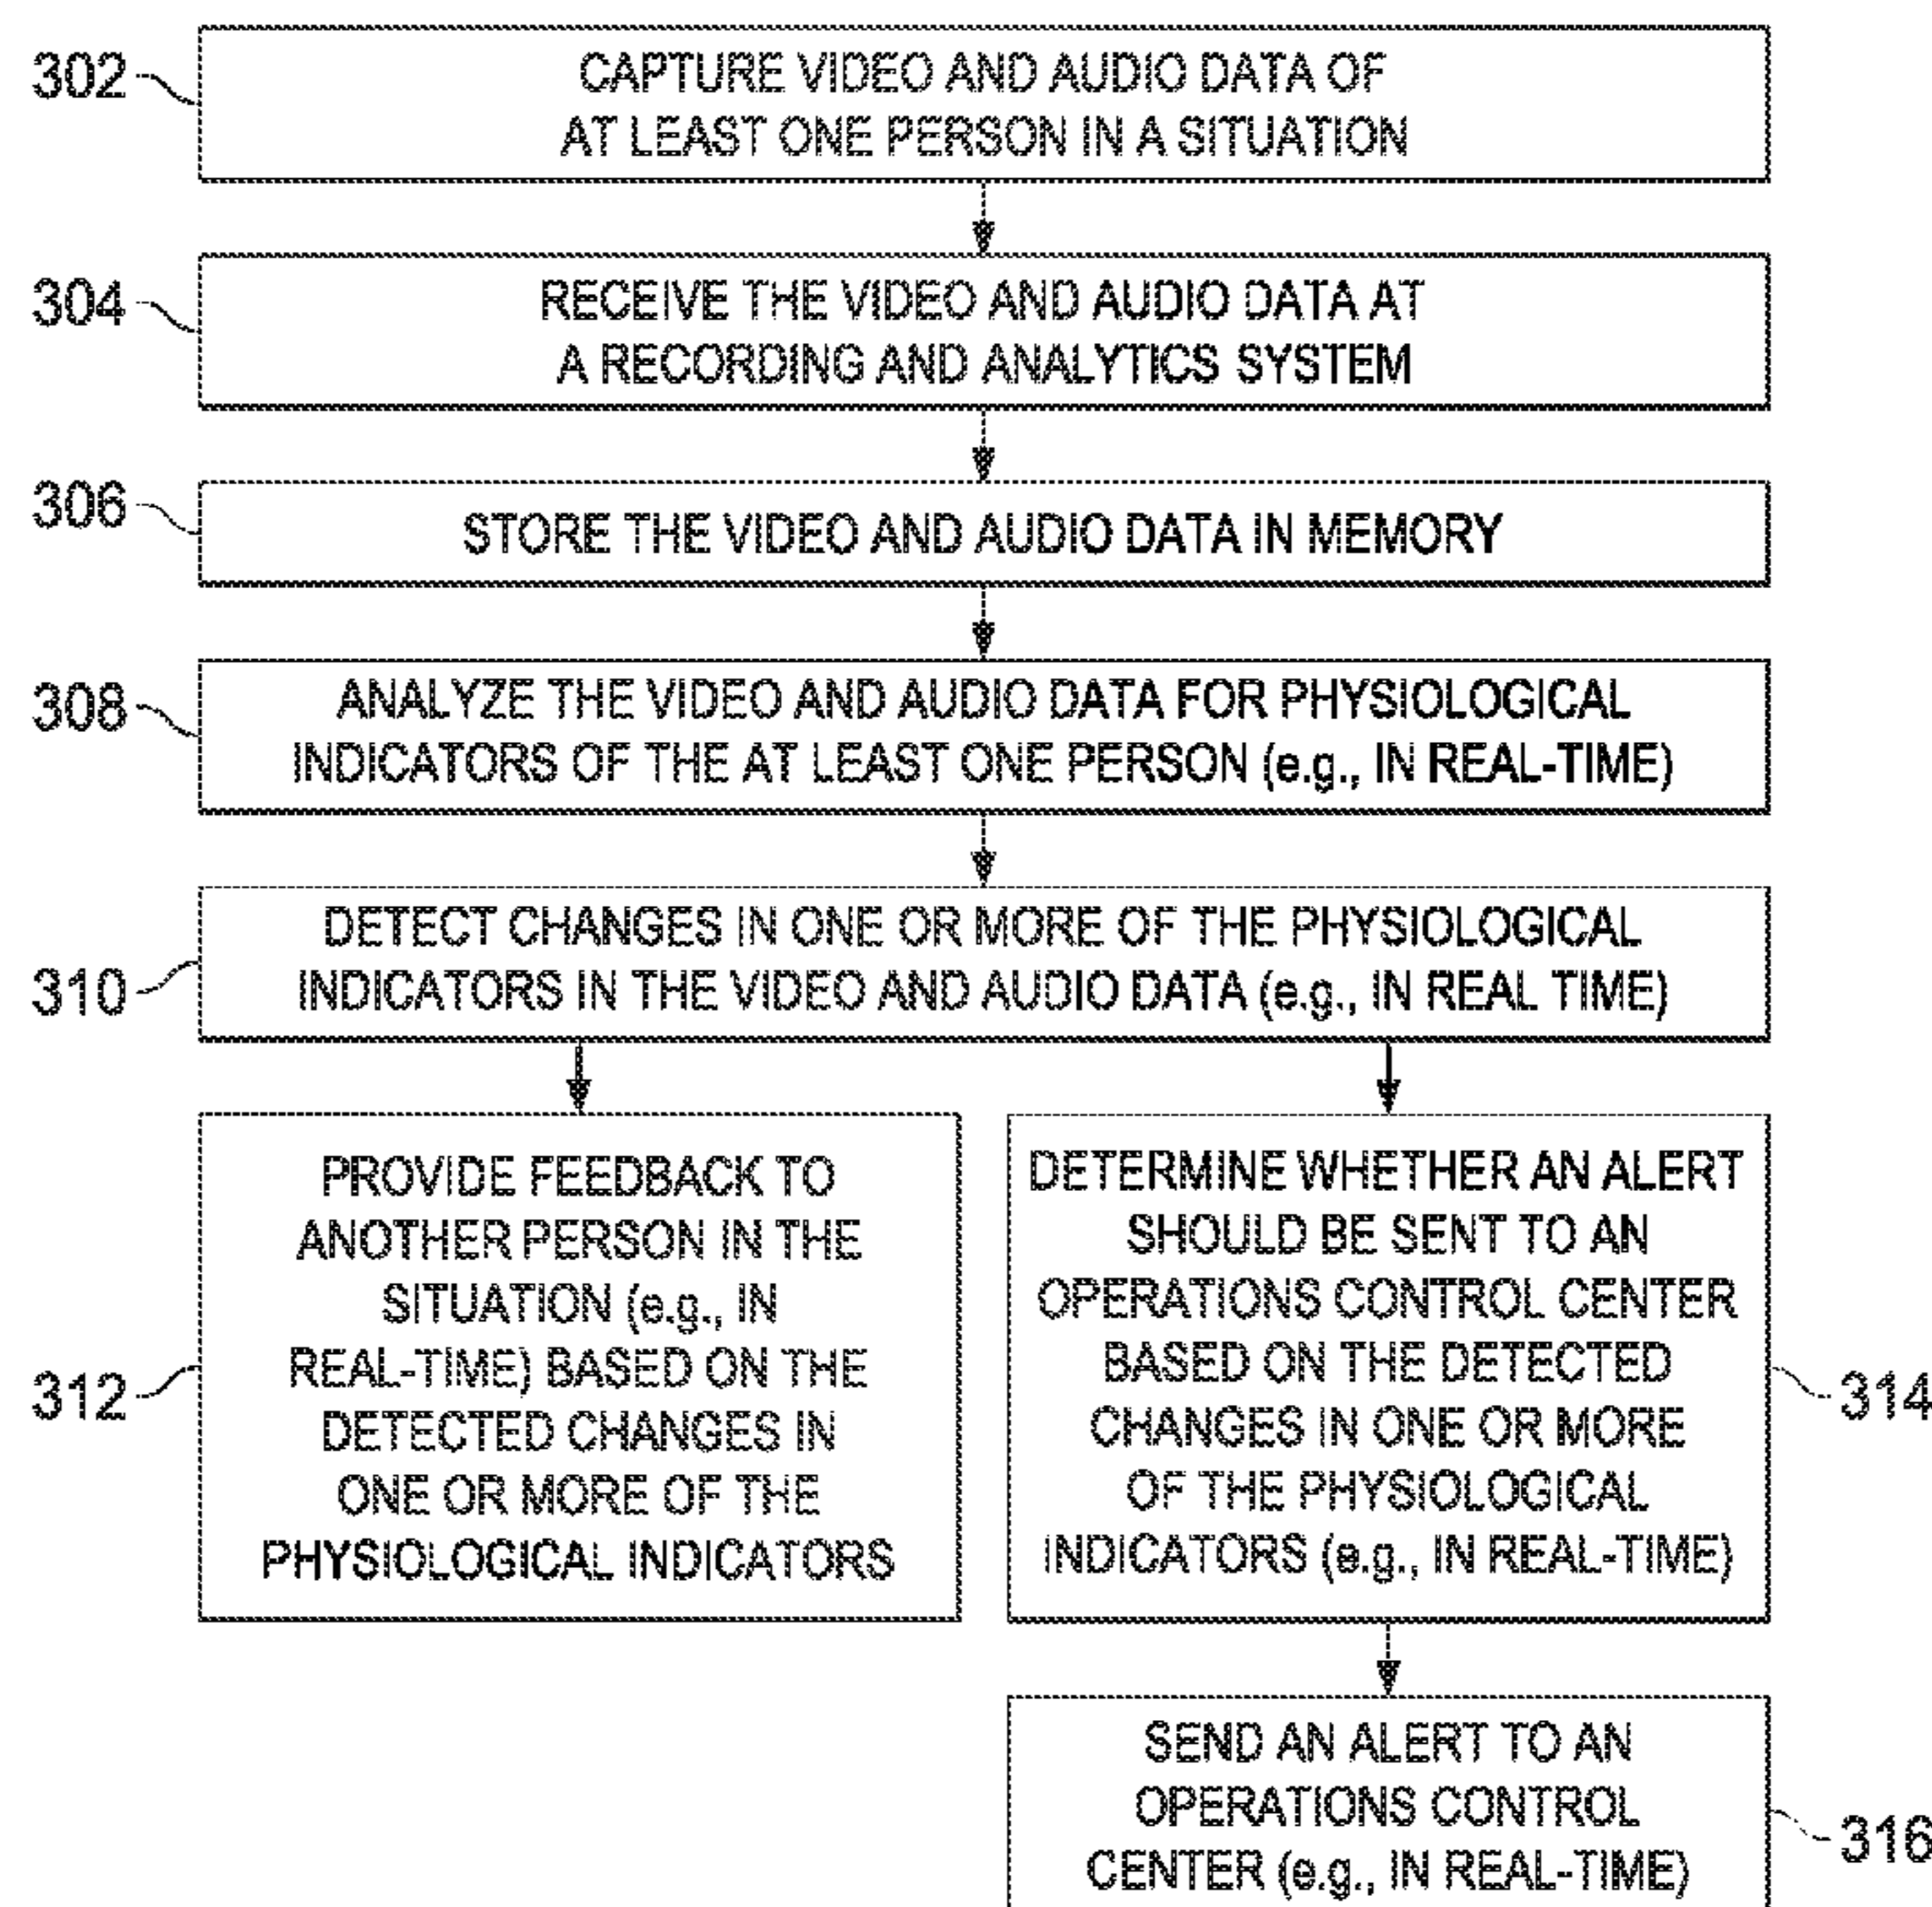 302
CAPTURE VIDEO AND AUDIO DATA OF
AT LEAST ONE PERSON IN A SITUATION
304
RECEIVE THE VIDEO AND AUDIO DATA AT
A RECORDING AND ANALYTICS SYSTEM
306
STORE THE VIDEO AND AUDIO DATA IN MEMORY
308
ANALYZE THE VIDEO AND AUDIO DATA FOR PHYSIOLOGICAL
INDICATORS OF THE AT LEAST ONE PERSON (e.g., IN REAL-TIME)
310
DETECT CHANGES IN ONE OR MORE OF THE PHYSIOLOGICAL
INDICATORS IN THE VIDEO AND AUDIO DATA (e.g., IN REAL TIME)
312
PROVIDE FEEDBACK TO
ANOTHER PERSON IN THE
SITUATION (e.g., IN
REAL-TIME) BASED ON THE
DETECTED CHANGES IN
ONE OR MORE OF THE
PHYSIOLOGICAL INDICATORS
DETERMINE WHETHER AN ALERT
SHOULD BE SENT TO AN
OPERATIONS CONTROL CENTER
BASED ON THE DETECTED
CHANGES IN ONE OR MORE
OF THE PHYSIOLOGICAL
INDICATORS (e.g., IN REAL-TIME)
314
SEND AN ALERT TO AN
OPERATIONS CONTROL
CENTER (e.g., IN REAL-TIME)
316